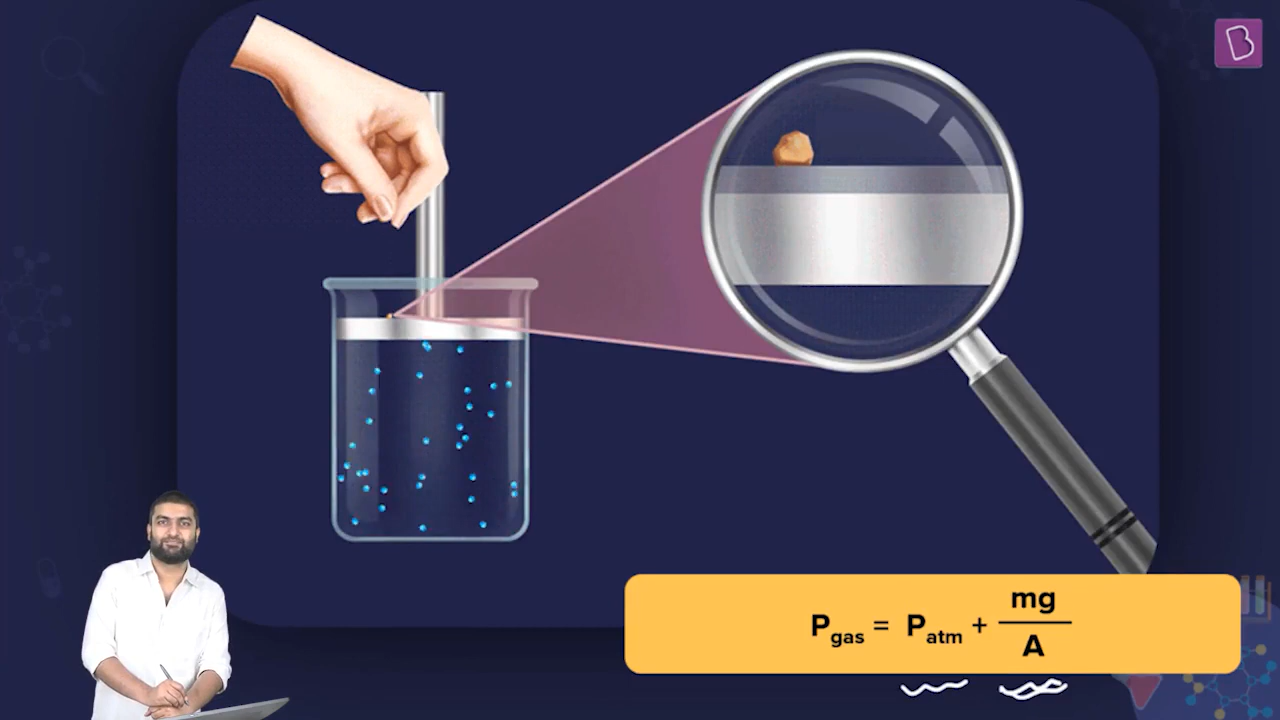 P_gas = P_atm + mg/A